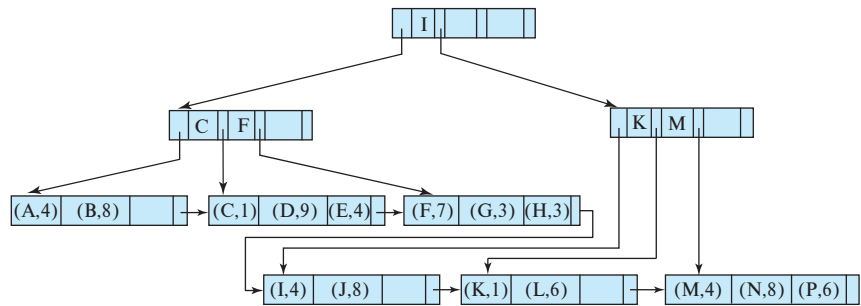 I
C F
K M
(A,4) (B,8) (C,1) (D,9) (E,4) (F,7) (G,3) (H,3)
(I,4) (J,8) (K,1) (L,6) (M,4) (N,8) (P,6)